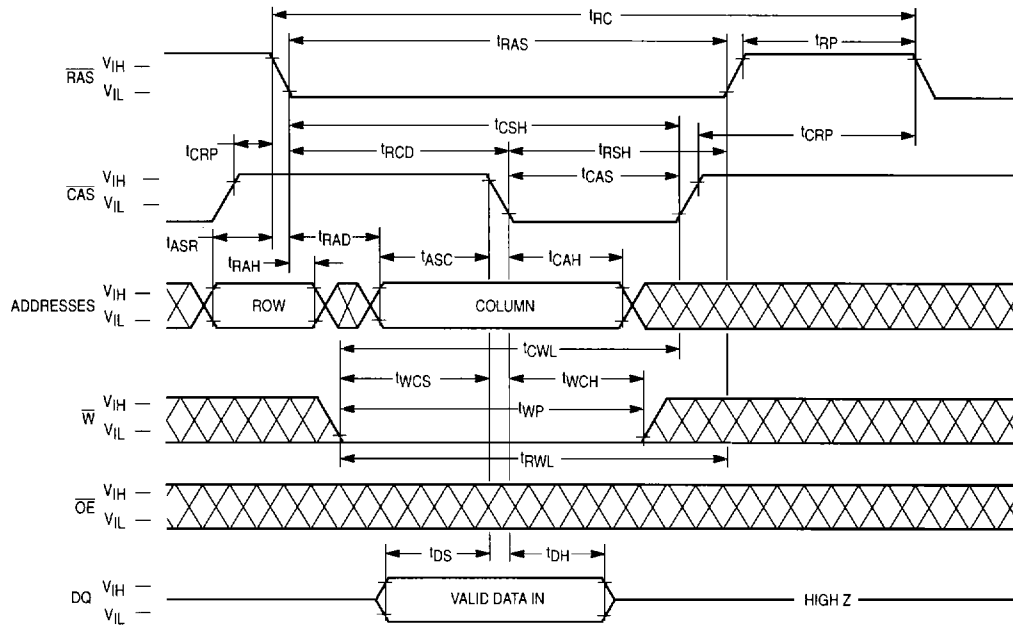 tRC
tRAS
tRP
RAS
VIH
VIL
tCSH
tCRP
tCRP
tRCD
tRSH
tCAS
CAS
VIH
VIL
tASR
tRAD
tRAH
tASC
tCAH
ADDRESSES
VIH
VIL
ROW
COLUMN
tCWL
tWCS
tWCH
W
VIH
VIL
tWP
tRWL
OE
VIH
VIL
tDS
tDH
DQ
VIH
VIL
VALID DATA IN
HIGH Z